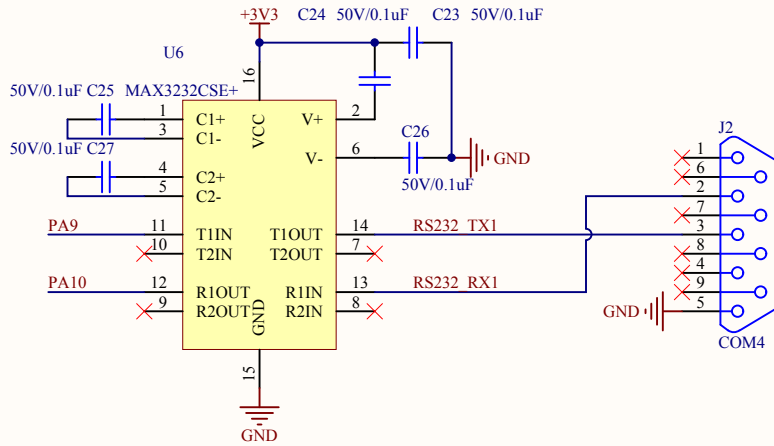 +3V3
C24 50V/0.1uF C23 50V/0.1uF
U6
16
50V/0.1uF C25 MAX3232CSE+
1 C1+ VCC V+ 2
3 C1-
C26
J2
50V/0.1uF C27
V- 6
GND
1
4 C2+
50V/0.1uF
6
5 C2-
2
7
PA9 11 T1IN T1OUT 14 RS232_TX1 3
10 T2IN T2OUT 7
8
4
PA10 12 R1OUT R1IN 13 RS232_RX1
9
9 R2OUT GND R2IN 8
GND 5
COM4
15
GND